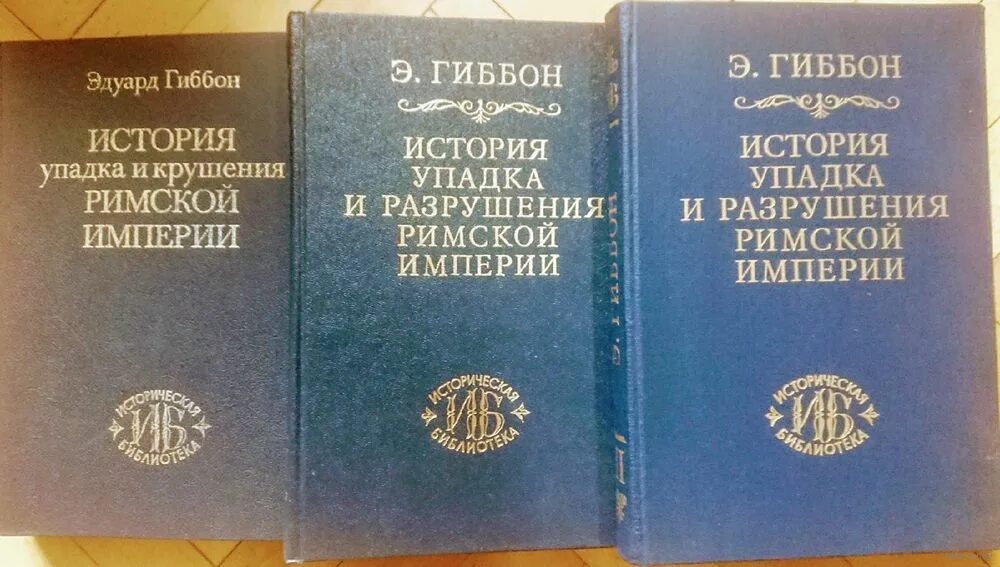 Эдуард Гиббон
ИСТОРИЯ
упадка и крушения
РИМСКОЙ
ИМПЕРИИ
ИСТОРИЧЕСКАЯ
ИБ
БИБЛИОТЕКА
Э. ГИББОН
ИСТОРИЯ
УПАДКА
И РАЗРУШЕНИЯ
РИМСКОЙ
ИМПЕРИИ
ИСТОРИЧЕСКАЯ
ИБ
БИБЛИОТЕКА
Э. ГИББОН
Э. ГИББОН
ИСТОРИЯ
УПАДКА
И РАЗРУШЕНИЯ
РИМСКОЙ
ИМПЕРИИ
ИСТОРИЧЕСКАЯ
ИБ
БИБЛИОТЕКА